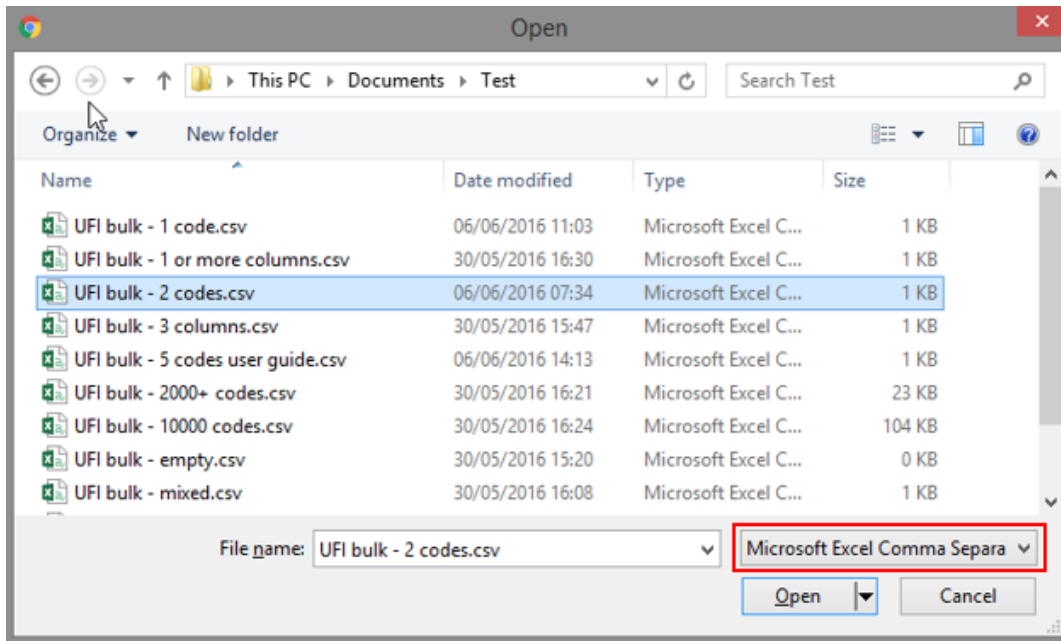 Open
This PC Documents Test Search Test
Organize New folder
Name Date modified Type Size
UFI bulk - 1 code.csv 06/06/2016 11:03 Microsoft Excel C... 1 KB
UFI bulk - 1 or more columns.csv 30/05/2016 16:30 Microsoft Excel C... 1 KB
UFI bulk - 2 codes.csv 06/06/2016 07:34 Microsoft Excel C... 1 KB
UFI bulk - 3 columns.csv 30/05/2016 15:47 Microsoft Excel C... 1 KB
UFI bulk - 5 codes user guide.csv 06/06/2016 14:13 Microsoft Excel C... 1 KB
UFI bulk - 2000+ codes.csv 30/05/2016 16:21 Microsoft Excel C... 23 KB
UFI bulk - 10000 codes.csv 30/05/2016 16:24 Microsoft Excel C... 104 KB
UFI bulk - empty.csv 30/05/2016 15:20 Microsoft Excel C... 0 KB
UFI bulk - mixed.csv 30/05/2016 16:08 Microsoft Excel C... 1 KB
File name: UFI bulk - 2 codes.csv Microsoft Excel Comma Separa
Open Cancel